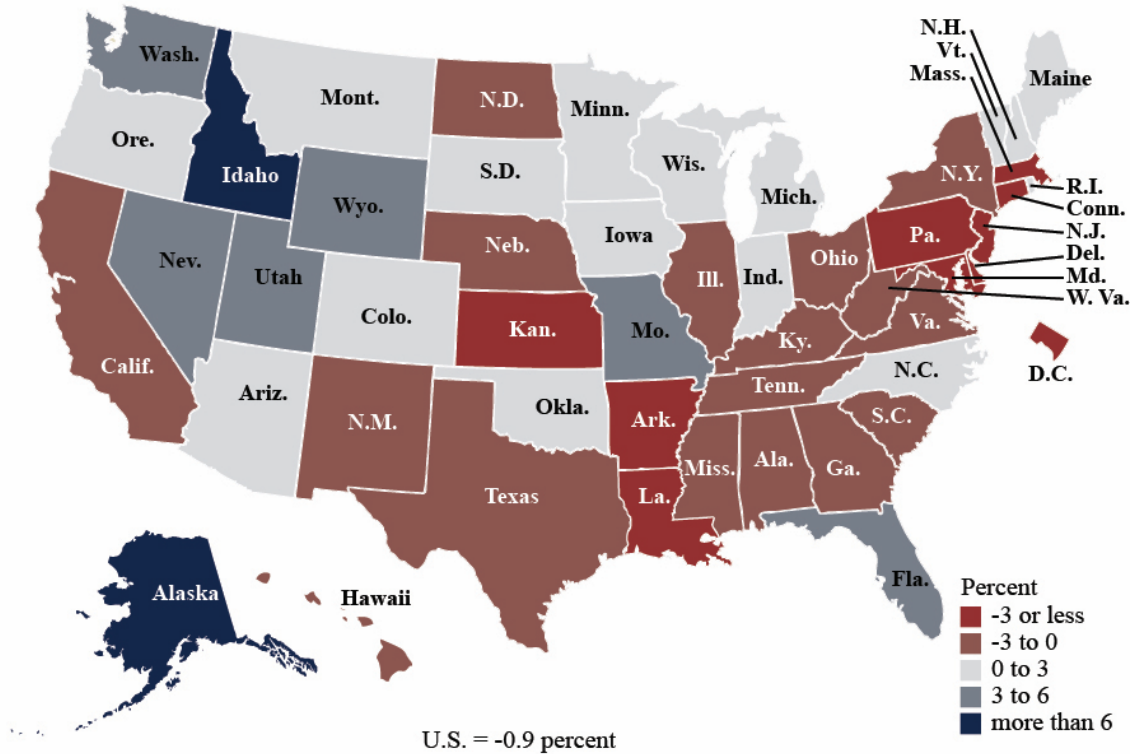 N.H.
Vt.
Mass.
Wash.
Mont.
N.D.
Minn.
Maine
Ore.
Idaho
S.D.
Wis.
Mich.
N.Y.
R.I.
Conn.
N.J.
Del.
Md.
W. Va.
Wyo.
Iowa
Pa.
Neb.
Nev.
Utah
Colo.
Ill.
Ind.
Ohio
Calif.
Kan.
Mo.
Ky.
Va.
D.C.
Ariz.
N.M.
Okla.
Ark.
Tenn.
N.C.
S.C.
Texas
La.
Miss.
Ala.
Ga.
Fla.
Alaska
Hawaii
Percent
-3 or less
-3 to 0
0 to 3
3 to 6
more than 6
U.S. = -0.9 percent